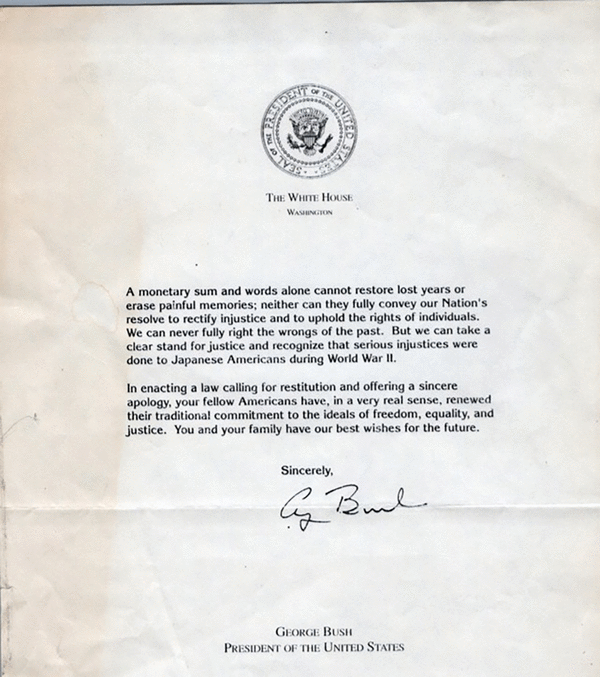 SEAL OF THE PRESIDENT OF THE UNITED STATES
THE WHITE HOUSE
WASHINGTON
A monetary sum and words alone cannot restore lost years or
erase painful memories; neither can they fully convey our Nation's
resolve to rectify injustice and to uphold the rights of individuals.
We can never fully right the wrongs of the past. But we can take a
clear stand for justice and recognize that serious injustices were
done to Japanese Americans during World War II.
In enacting a law calling for restitution and offering a sincere
apology, your fellow Americans have, in a very real sense, renewed
their traditional commitment to the ideals of freedom, equality, and
justice. You and your family have our best wishes for the future.
Sincerely,
G Bush
GEORGE BUSH
PRESIDENT OF THE UNITED STATES